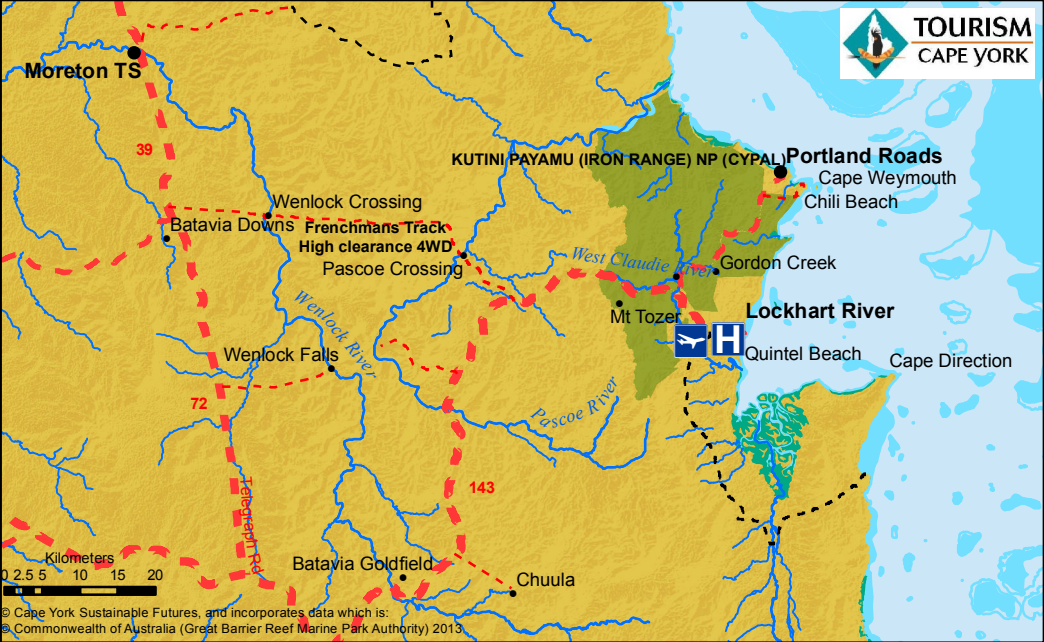 TOURISM
CAPE YORK
Moreton TS
39
KUTINI PAYAMU (IRON RANGE) NP (CYPAL)
Portland Roads
Cape Weymouth
Chili Beach
Wenlock Crossing
Batavia Downs
Frenchmans Track
High clearance 4WD
Pascoe Crossing
West Claudie River
Gordon Creek
Mt Tozer
Lockhart River
H
Quintel Beach
Cape Direction
Wenlock River
Wenlock Falls
72
Pascoe River
143
Telegraph Rd
Batavia Goldfield
Chuula
Kilometers
0 2.5 5 10 15 20
© Cape York Sustainable Futures, and incorporates data which is:
© Commonwealth of Australia (Great Barrier Reef Marine Park Authority) 2013